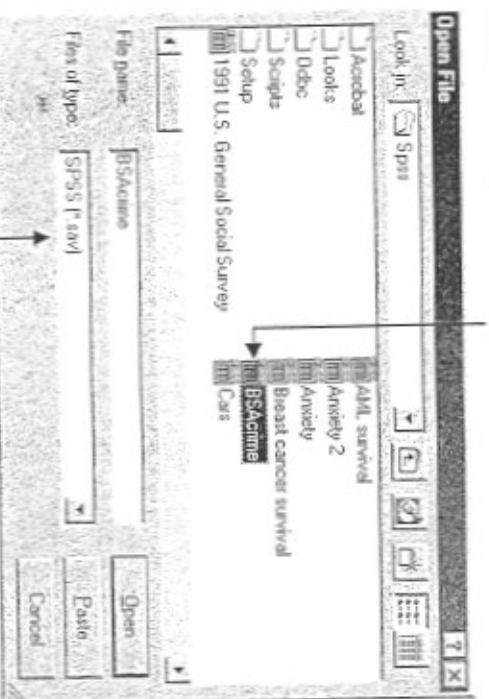 Open File
Look in: Spss
Acrobat
Looks
Odbc
Scripts
Setup
1991 U.S. General Social Survey
AML survival
Anxiety 2
Anxiety
Breast cancer survival
BSAcrime
Cars
File name: BSAcrime
Open
Files of type: SPSS (*.sav)
Paste
Cancel